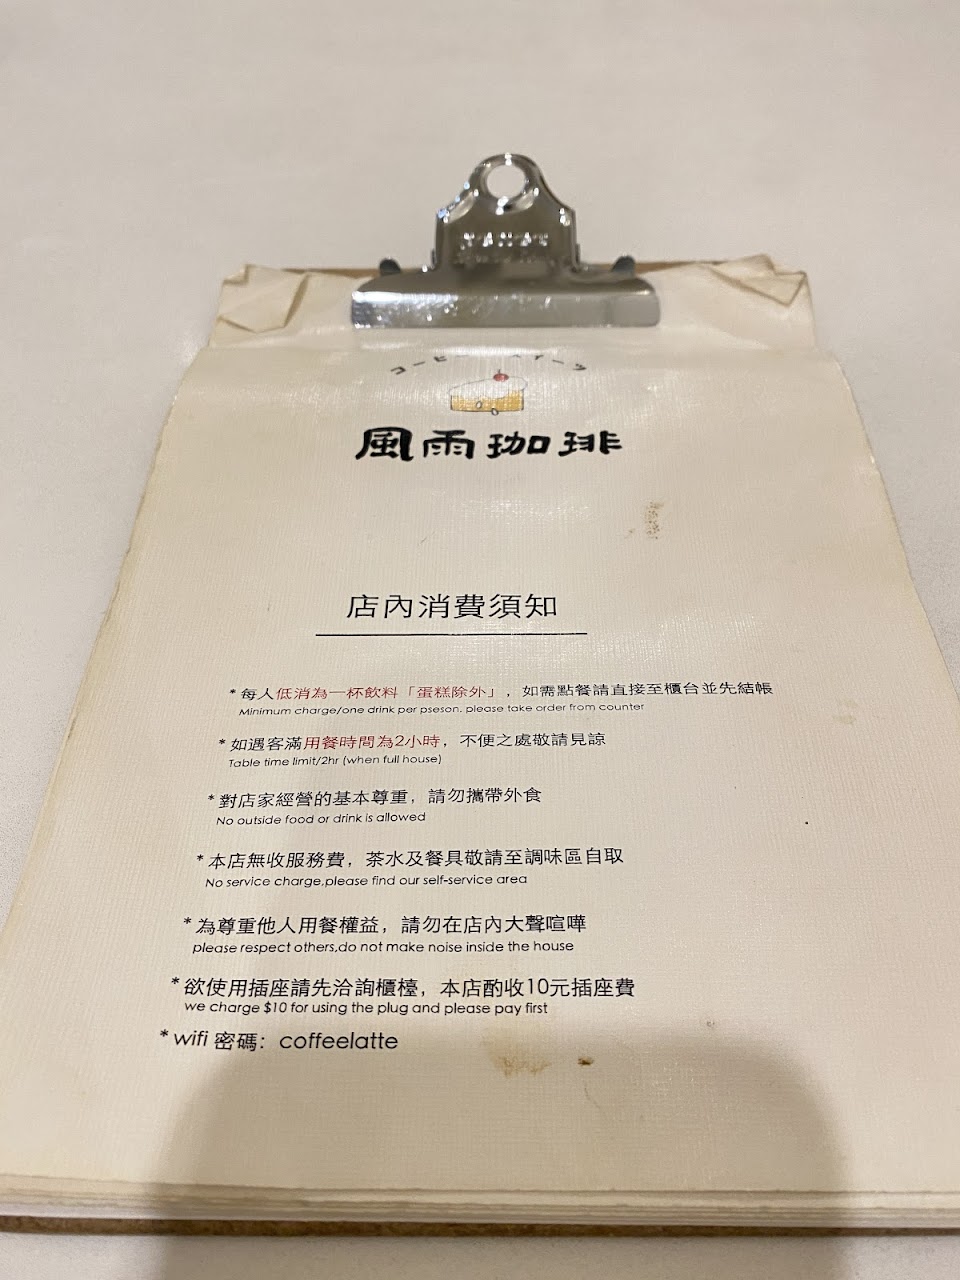 コーヒ
風雨珈琲
店內消費須知
*每人低消為一杯飲料「蛋糕除外」，如需點餐請直接至櫃台並先結帳
Minimum charge/one drink per pseson. please take order from counter
*如遇客滿用餐時間為2小時，不便之處敬請見諒
Table time limit/2hr (when full house)
*對店家經營的基本尊重，請勿攜帶外食
No outside food or drink is allowed
*本店無收服務費，茶水及餐具敬請至調味區自取
No service charge,please find our self-service area
*為尊重他人用餐權益，請勿在店內大聲喧嘩
please respect others,do not make noise inside the house
*欲使用插座請先洽詢櫃檯，本店酌收10元插座費
we charge $10 for using the plug and please pay first
*wifi 密碼：coffeelatte